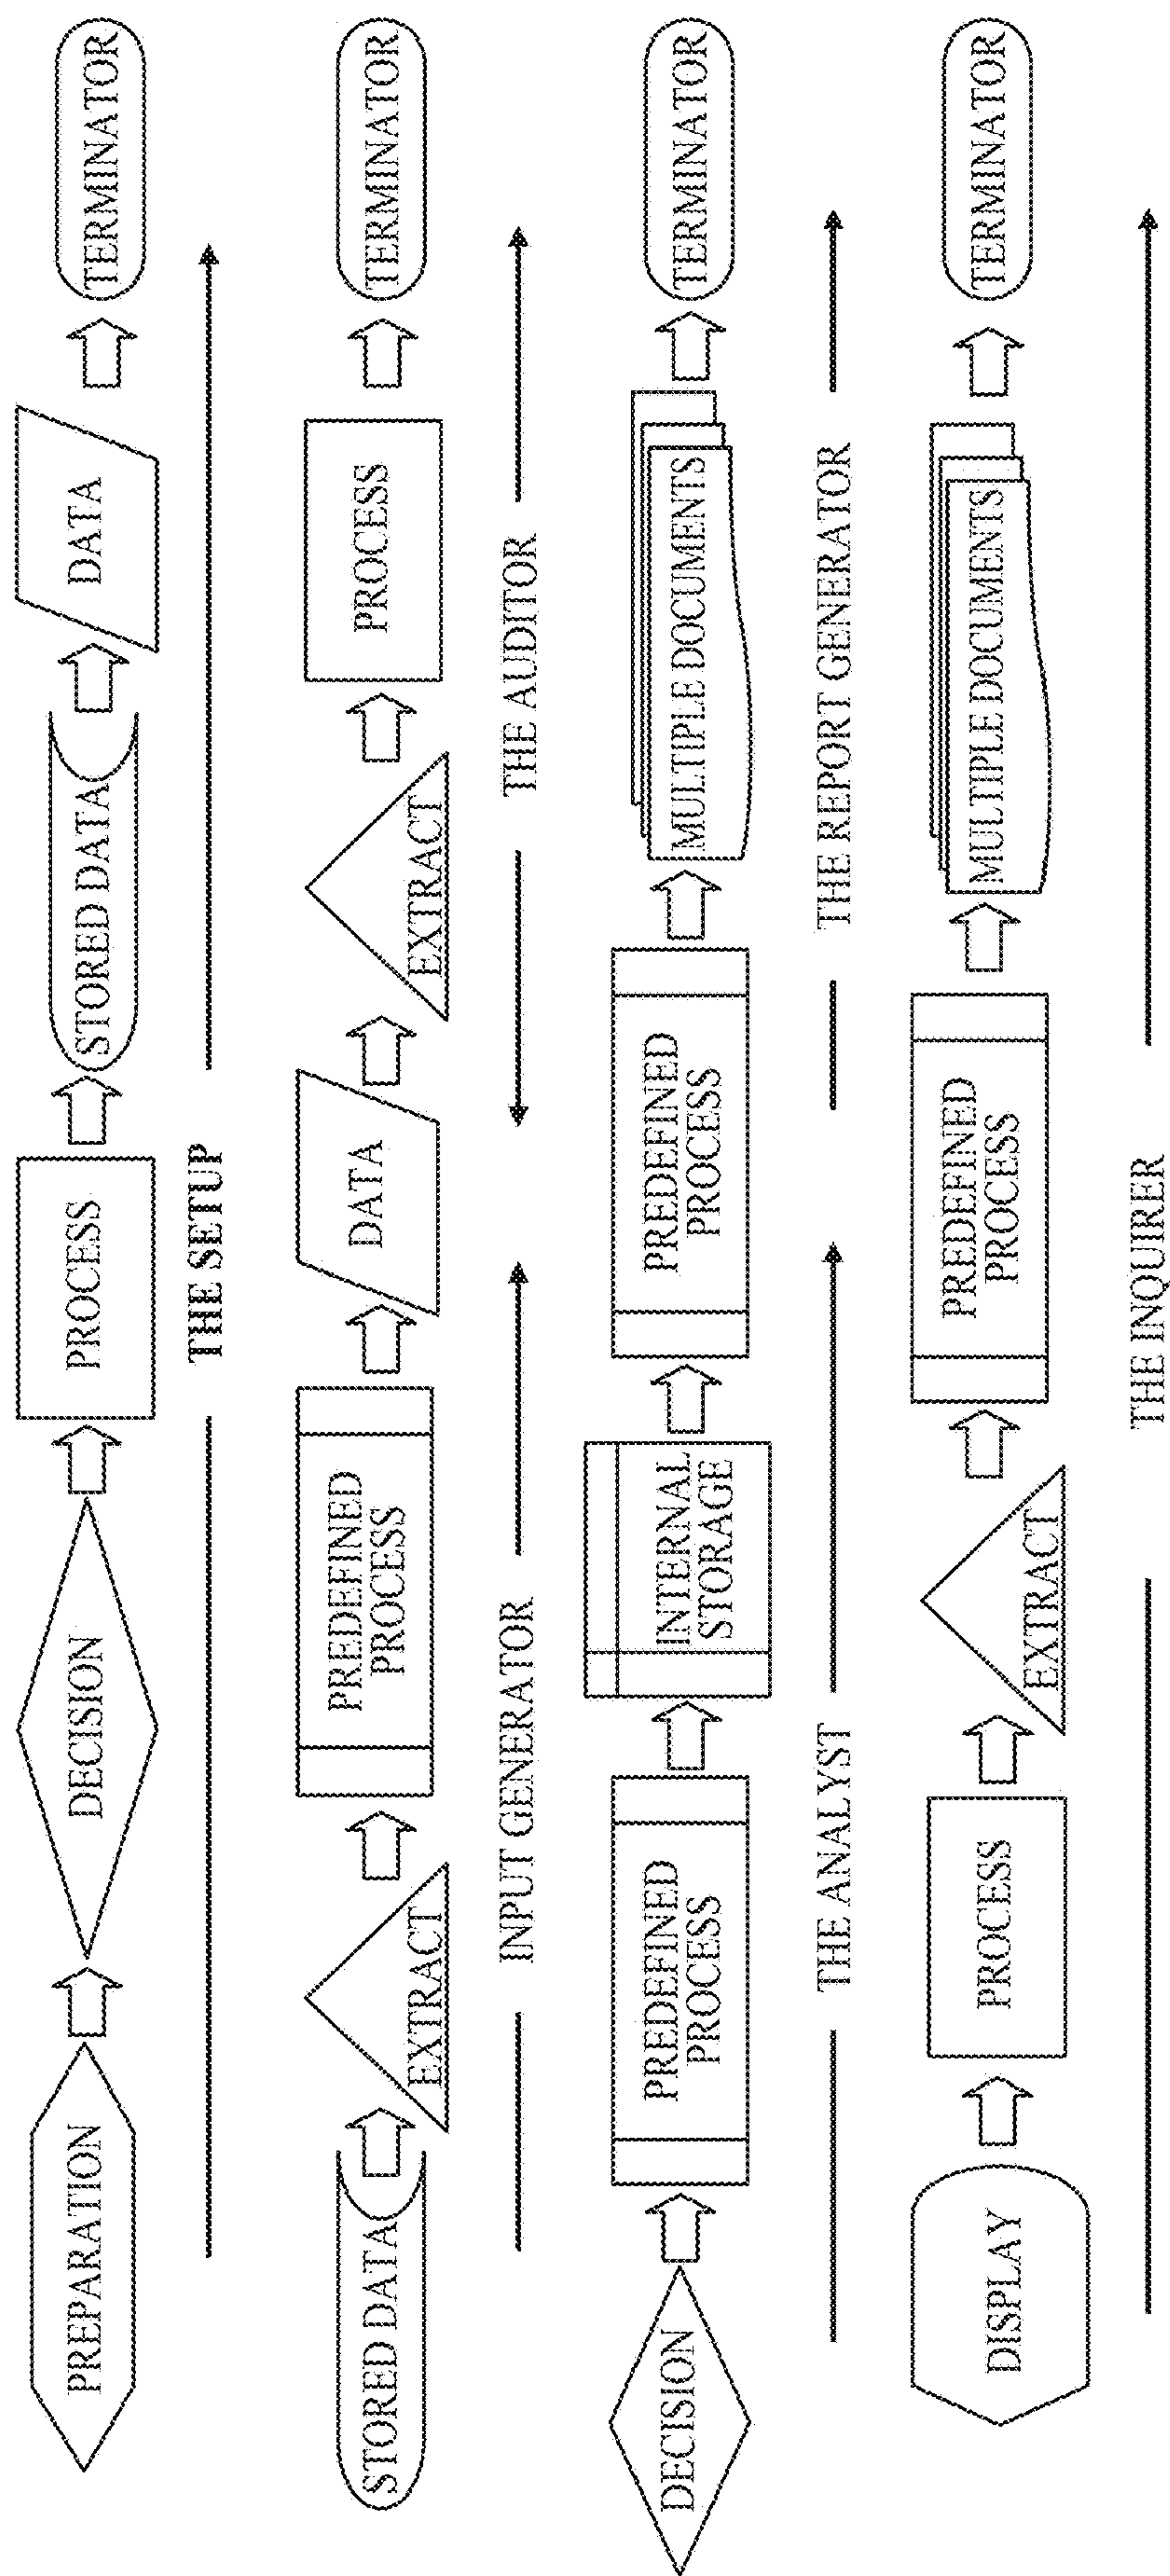 PREPARATION
DECISION
PROCESS
STORED DATA
DATA
TERMINATOR
THE SETUP
STORED DATA
EXTRACT
PREDEFINED
PROCESS
DATA
EXTRACT
PROCESS
TERMINATOR
INPUT GENERATOR
THE AUDITOR
DECISION
PREDEFINED
PROCESS
INTERNAL
STORAGE
PREDEFINED
PROCESS
MULTIPLE DOCUMENTS
TERMINATOR
THE ANALYST
THE REPORT GENERATOR
DISPLAY
PROCESS
EXTRACT
PREDEFINED
PROCESS
MULTIPLE DOCUMENTS
TERMINATOR
THE INQUIRER